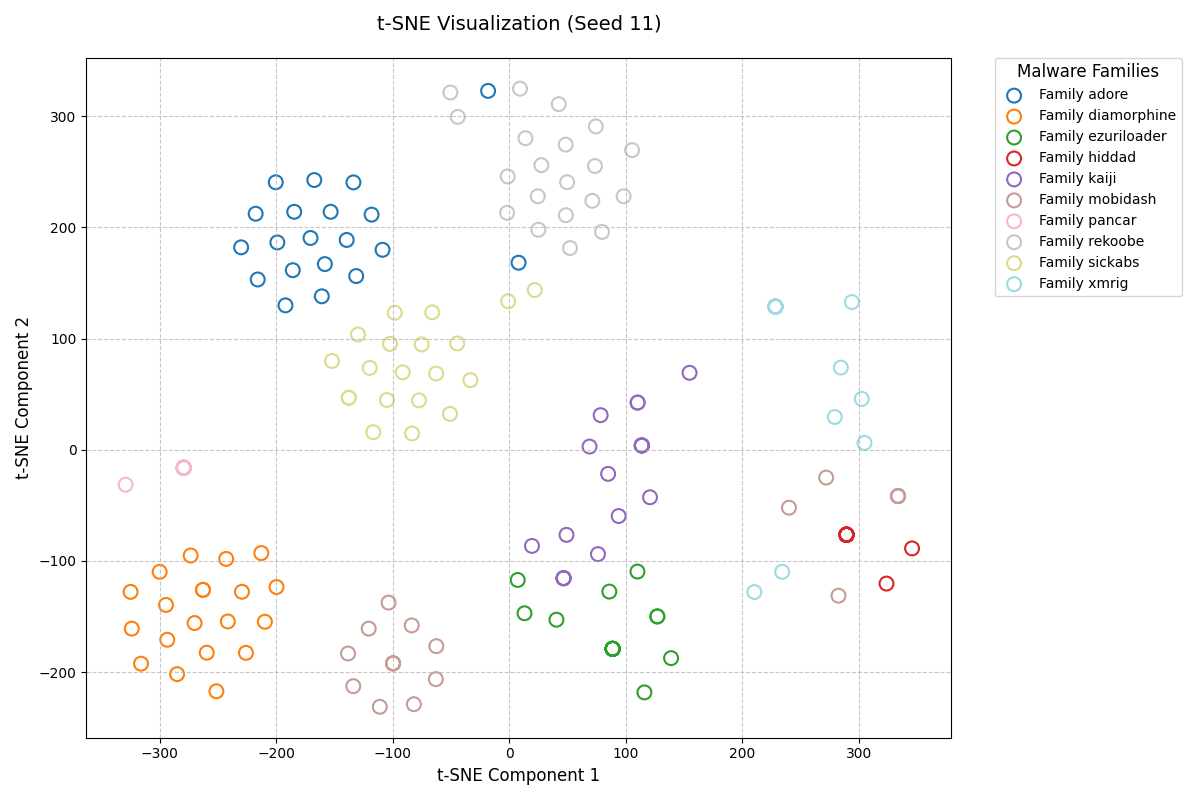 t-SNE Visualization (Seed 11)
Malware Families
Family adore
Family diamorphine
Family ezuriloader
Family hiddad
Family kaiji
Family mobidash
Family pancar
Family rekoobe
Family sickabs
Family xmrig
t-SNE Component 2
300
200
100
0
−100
−200
−300 −200 −100 0 100 200 300
t-SNE Component 1